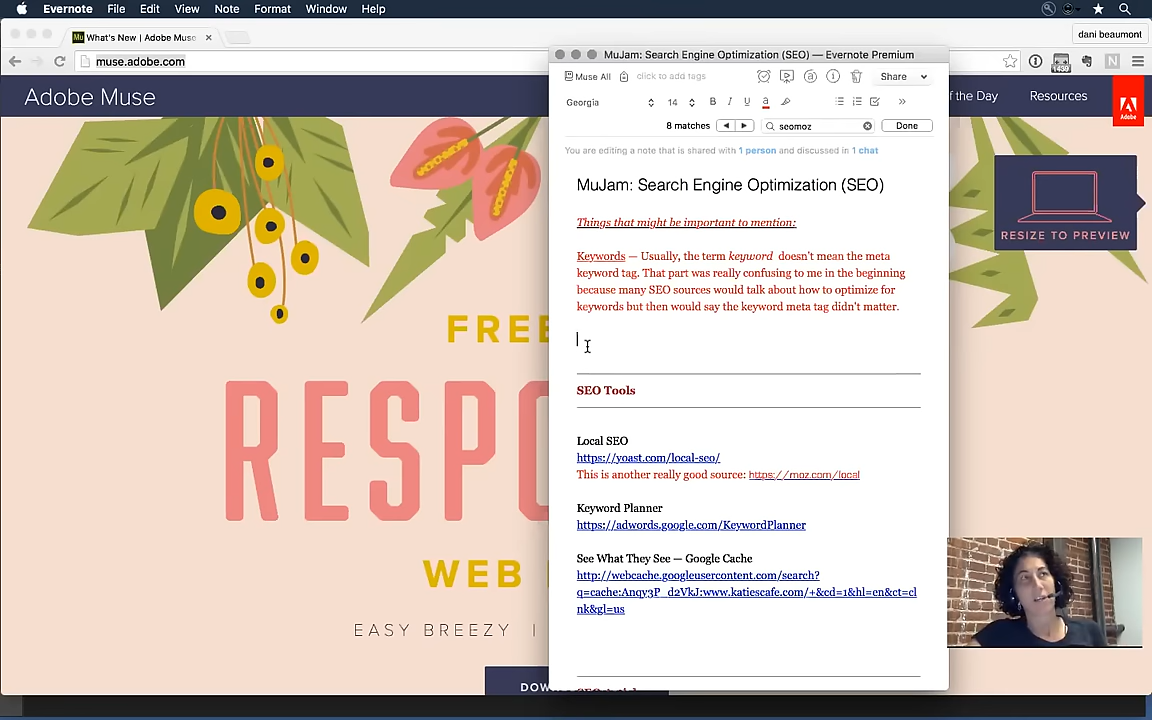 Evernote File Edit View Note Format Window Help
What's New | Adobe Muse
dani beaumont
muse.adobe.com
Adobe Muse
f the Day Resources
Adobe
RESIZE TO PREVIEW
FREE
RESPO
WEB
EASY BREEZY |
DOW
MuJam: Search Engine Optimization (SEO) — Evernote Premium
Muse All click to add tags Share
Georgia 14 B I U a
8 matches seomoz Done
You are editing a note that is shared with 1 person and discussed in 1 chat
MuJam: Search Engine Optimization (SEO)
Things that might be important to mention:
Keywords — Usually, the term keyword doesn't mean the meta
keyword tag. That part was really confusing to me in the beginning
because many SEO sources would talk about how to optimize for
keywords but then would say the keyword meta tag didn't matter.
SEO Tools
Local SEO
https://yoast.com/local-seo/
This is another really good source: https://moz.com/local
Keyword Planner
https://adwords.google.com/KeywordPlanner
See What They See — Google Cache
http://webcache.googleusercontent.com/search?
q=cache:Anqy3P_d2VkJ:www.katiescafe.com/+&cd=1&hl=en&ct=cl
nk&gl=us